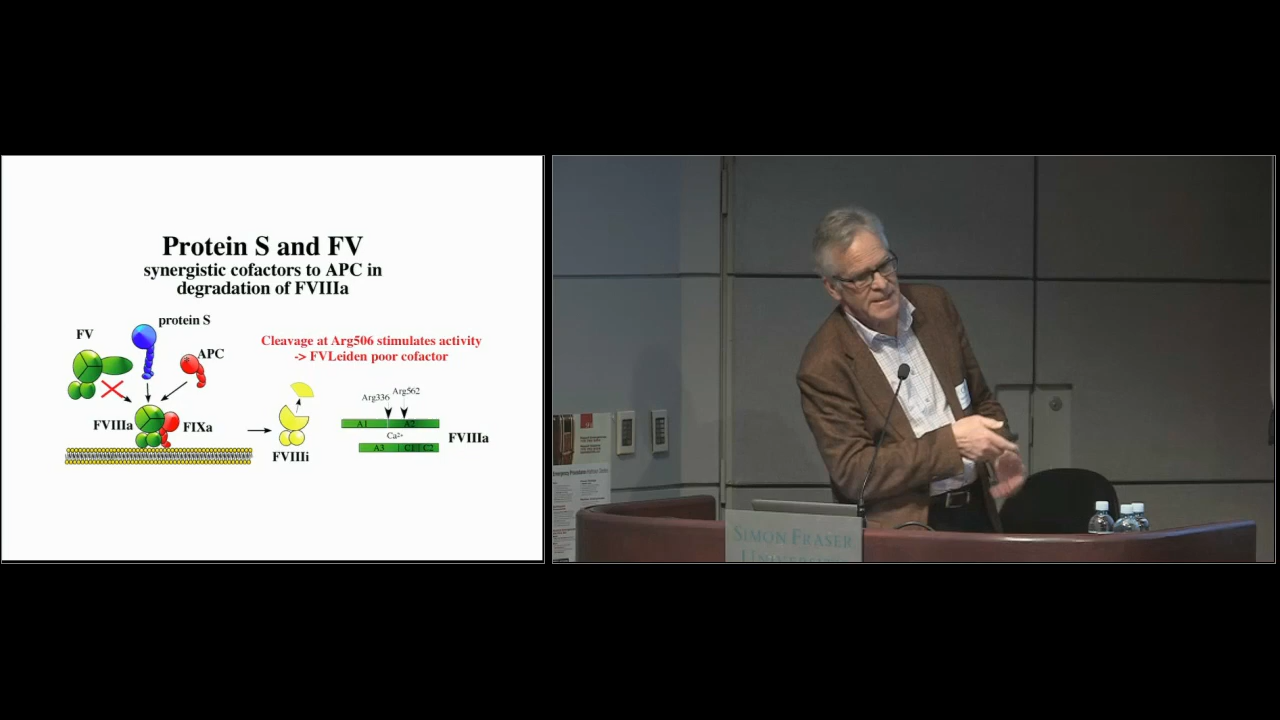 Protein S and FV
synergistic cofactors to APC in
degradation of FVIIIa
protein S
FV
APC
Cleavage at Arg506 stimulates activity
-> FVLeiden poor cofactor
Arg336
Arg562
FVIIIa
FIXa
A1
A2
Ca2+
FVIIIa
A3
C1
C2
FVIIIi
SIMON FRASER
UNIVERSITY